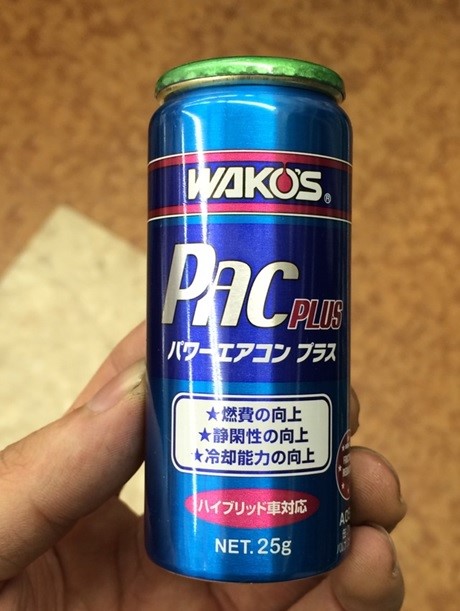 WAKO'S®
PAC PLUS
パワーエアコン プラス
★燃費の向上
★静閑性の向上
★冷却能力の向上
ハイブリッド車対応
NET. 25g